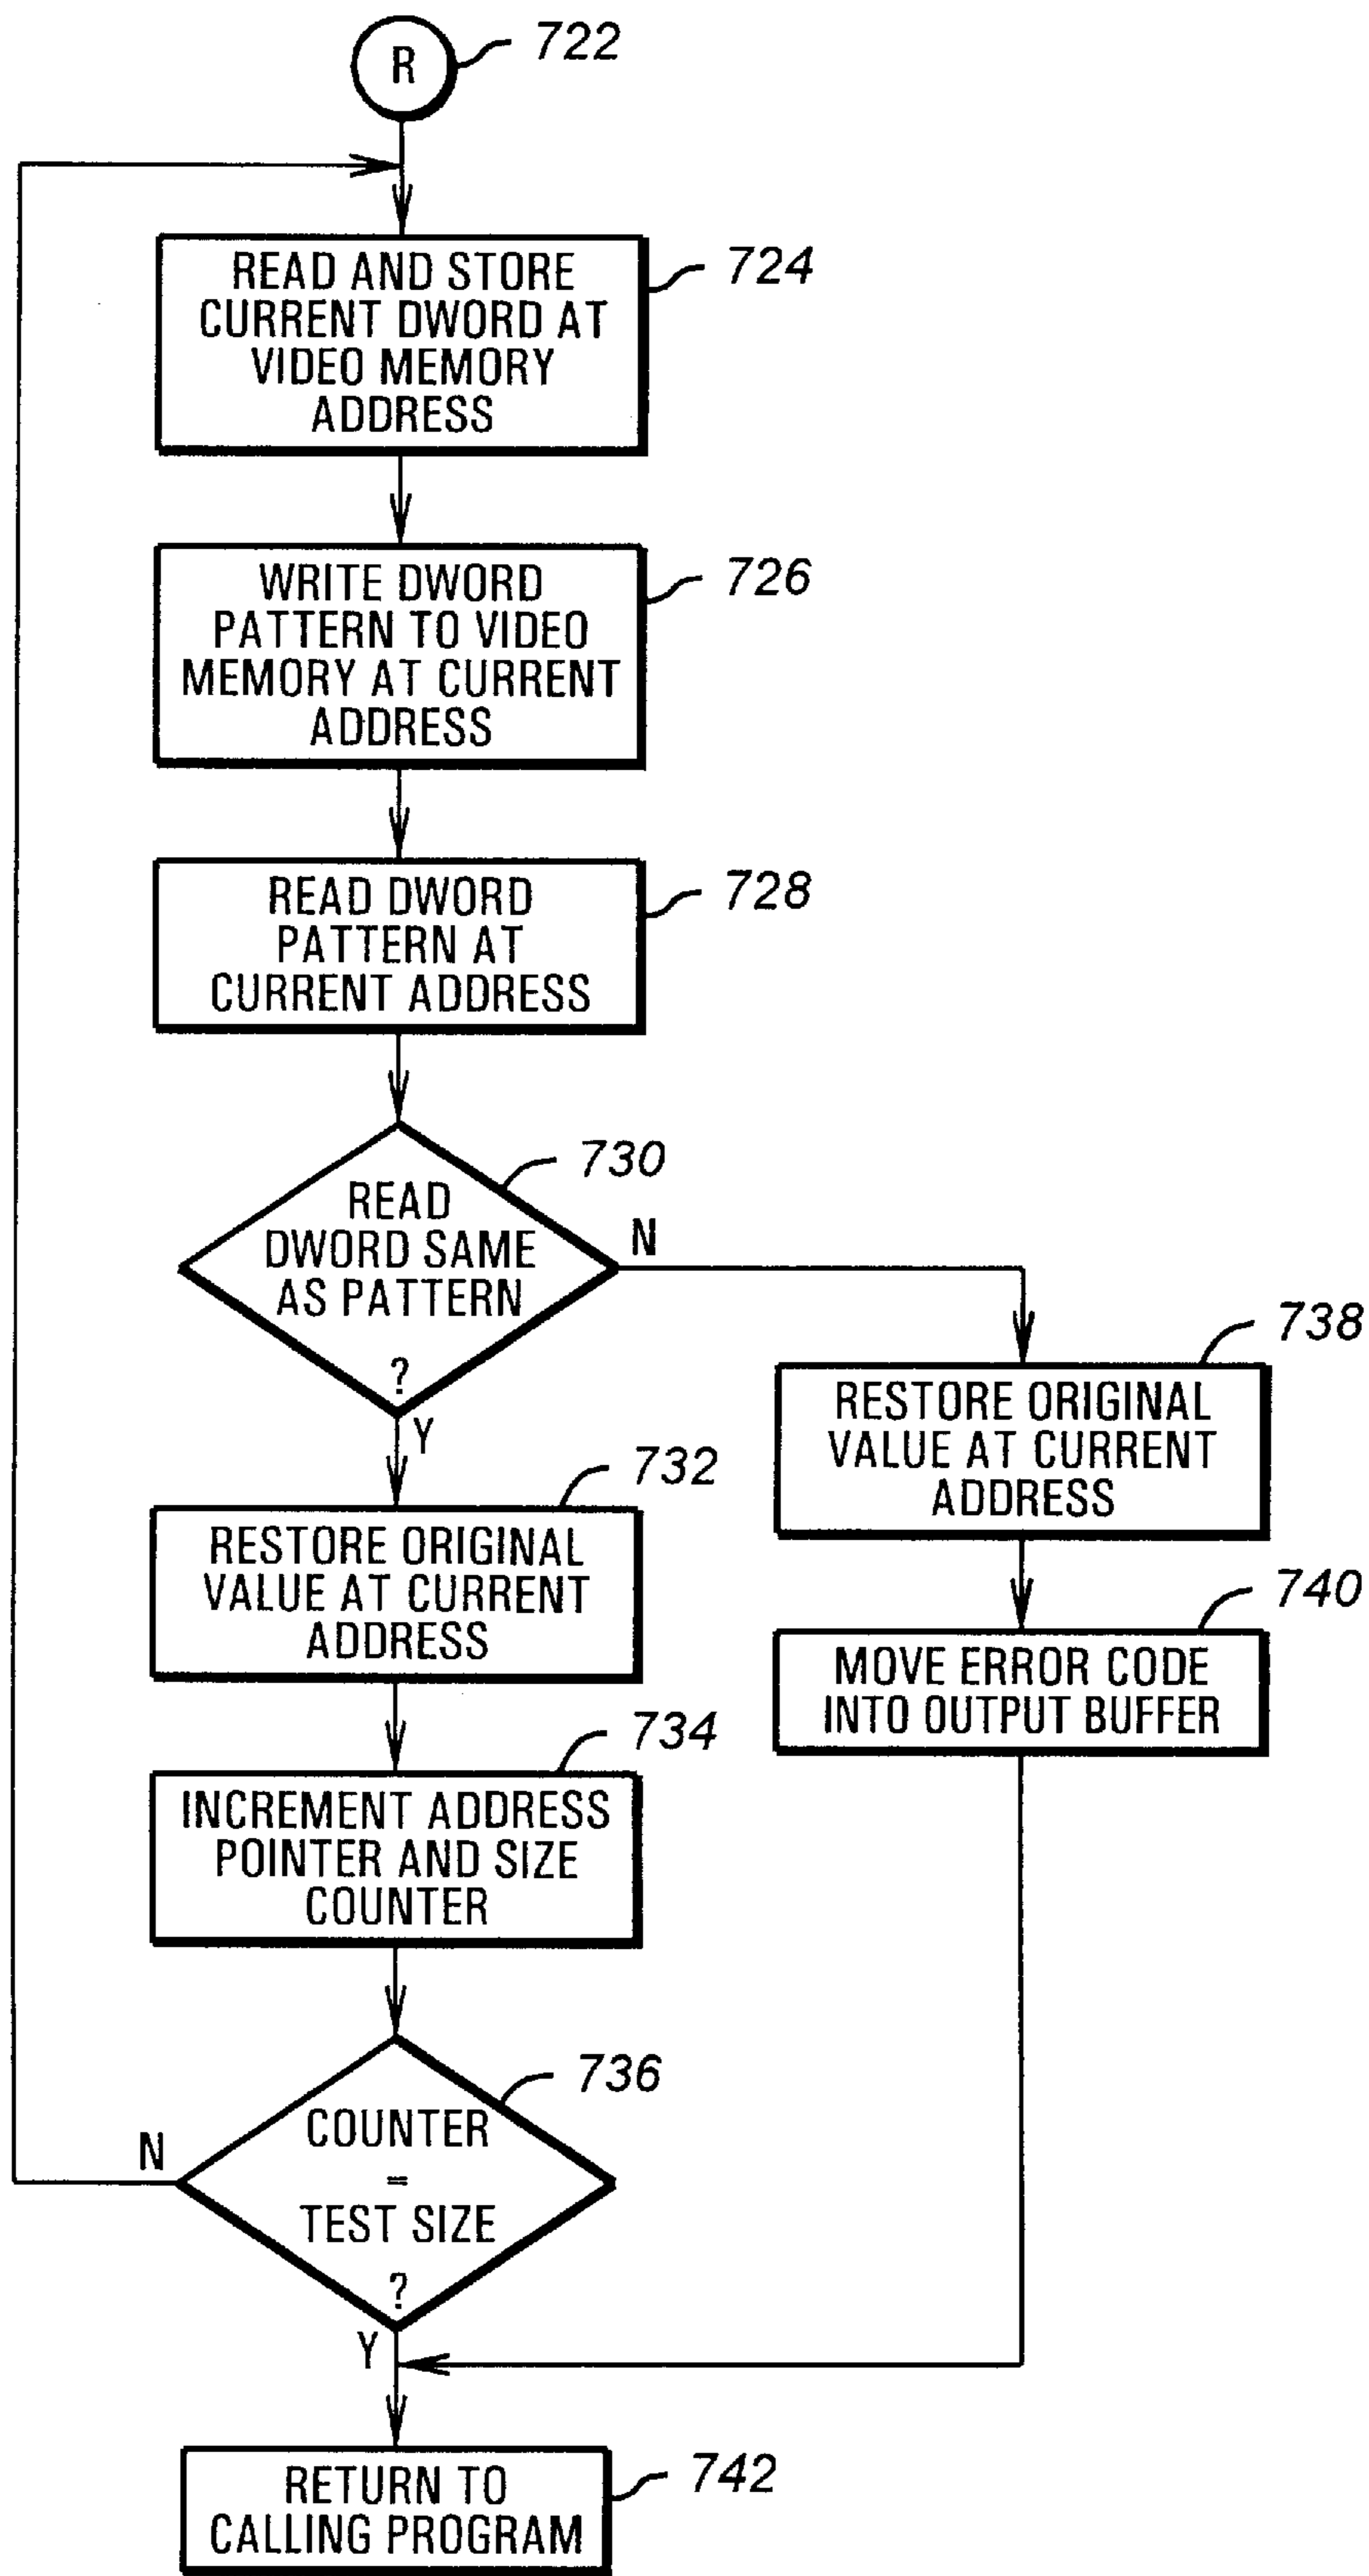 R
722
READ AND STORE
CURRENT DWORD AT
VIDEO MEMORY
ADDRESS
724
WRITE DWORD
PATTERN TO VIDEO
MEMORY AT CURRENT
ADDRESS
726
READ DWORD
PATTERN AT
CURRENT ADDRESS
728
READ
DWORD SAME
AS PATTERN
?
730
N
Y
738
RESTORE ORIGINAL
VALUE AT CURRENT
ADDRESS
732
RESTORE ORIGINAL
VALUE AT CURRENT
ADDRESS
740
MOVE ERROR CODE
INTO OUTPUT BUFFER
734
INCREMENT ADDRESS
POINTER AND SIZE
COUNTER
736
COUNTER
=
TEST SIZE
?
N
Y
RETURN TO
CALLING PROGRAM
742